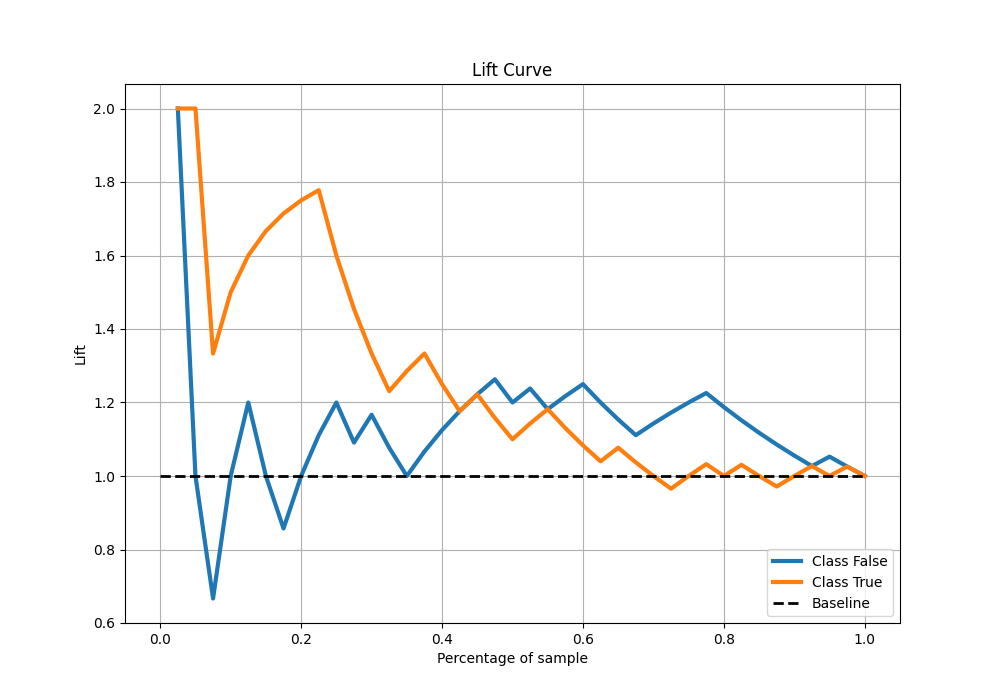 Lift Curve
Lift
2.0
1.8
1.6
1.4
1.2
1.0
0.8
0.6
0.0 0.2 0.4 0.6 0.8 1.0
Percentage of sample
Class False
Class True
Baseline